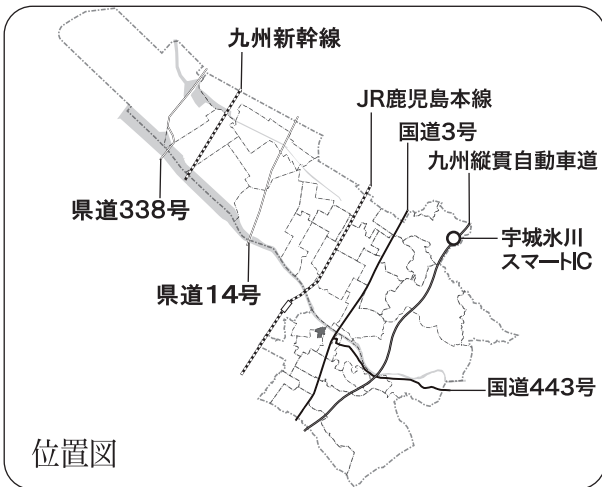 九州新幹線
JR鹿児島本線
国道3号
九州縦貫自動車道
県道338号
宇城氷川
スマートIC
県道14号
国道443号
位置図